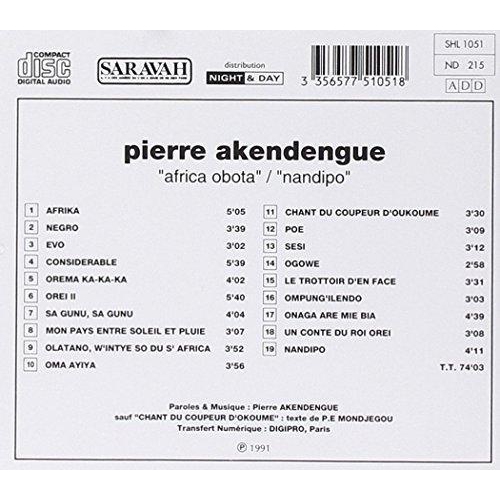 COMPACT
disc
DIGITAL AUDIO
SARAVAH
distribution
NIGHT & DAY
3 356577 510518
SHL 1051
ND 215
ADD
pierre akendengue
"africa obota" / "nandipo"
1 AFRIKA 5'05
2 NEGRO 3'39
3 EVO 3'02
4 CONSIDERABLE 5'39
5 OREMA KA-KA-KA 4'02
6 OREI II 5'40
7 SA GUNU, SA GUNU 4'04
8 MON PAYS ENTRE SOLEIL ET PLUIE 3'07
9 OLATANO, W'INTYE SO DU S' AFRICA 3'52
10 OMA AYIYA 3'56
11 CHANT DU COUPEUR D'OUKOUME 3'30
12 POE 3'09
13 SESI 3'12
14 OGOWE 2'58
15 LE TROTTOIR D'EN FACE 3'31
16 OMPUNG'ILENDO 3'03
17 ONAGA ARE MIE BIA 4'39
18 UN CONTE DU ROI OREI 3'08
19 NANDIPO 4'11
T.T. 74'03
Paroles & Musique : Pierre AKENDENGUE
sauf "CHANT DU COUPEUR D'OKOUME" : texte de P.E MONDJEGOU
Transfert Numérique : DIGIPRO, Paris
℗ 1991